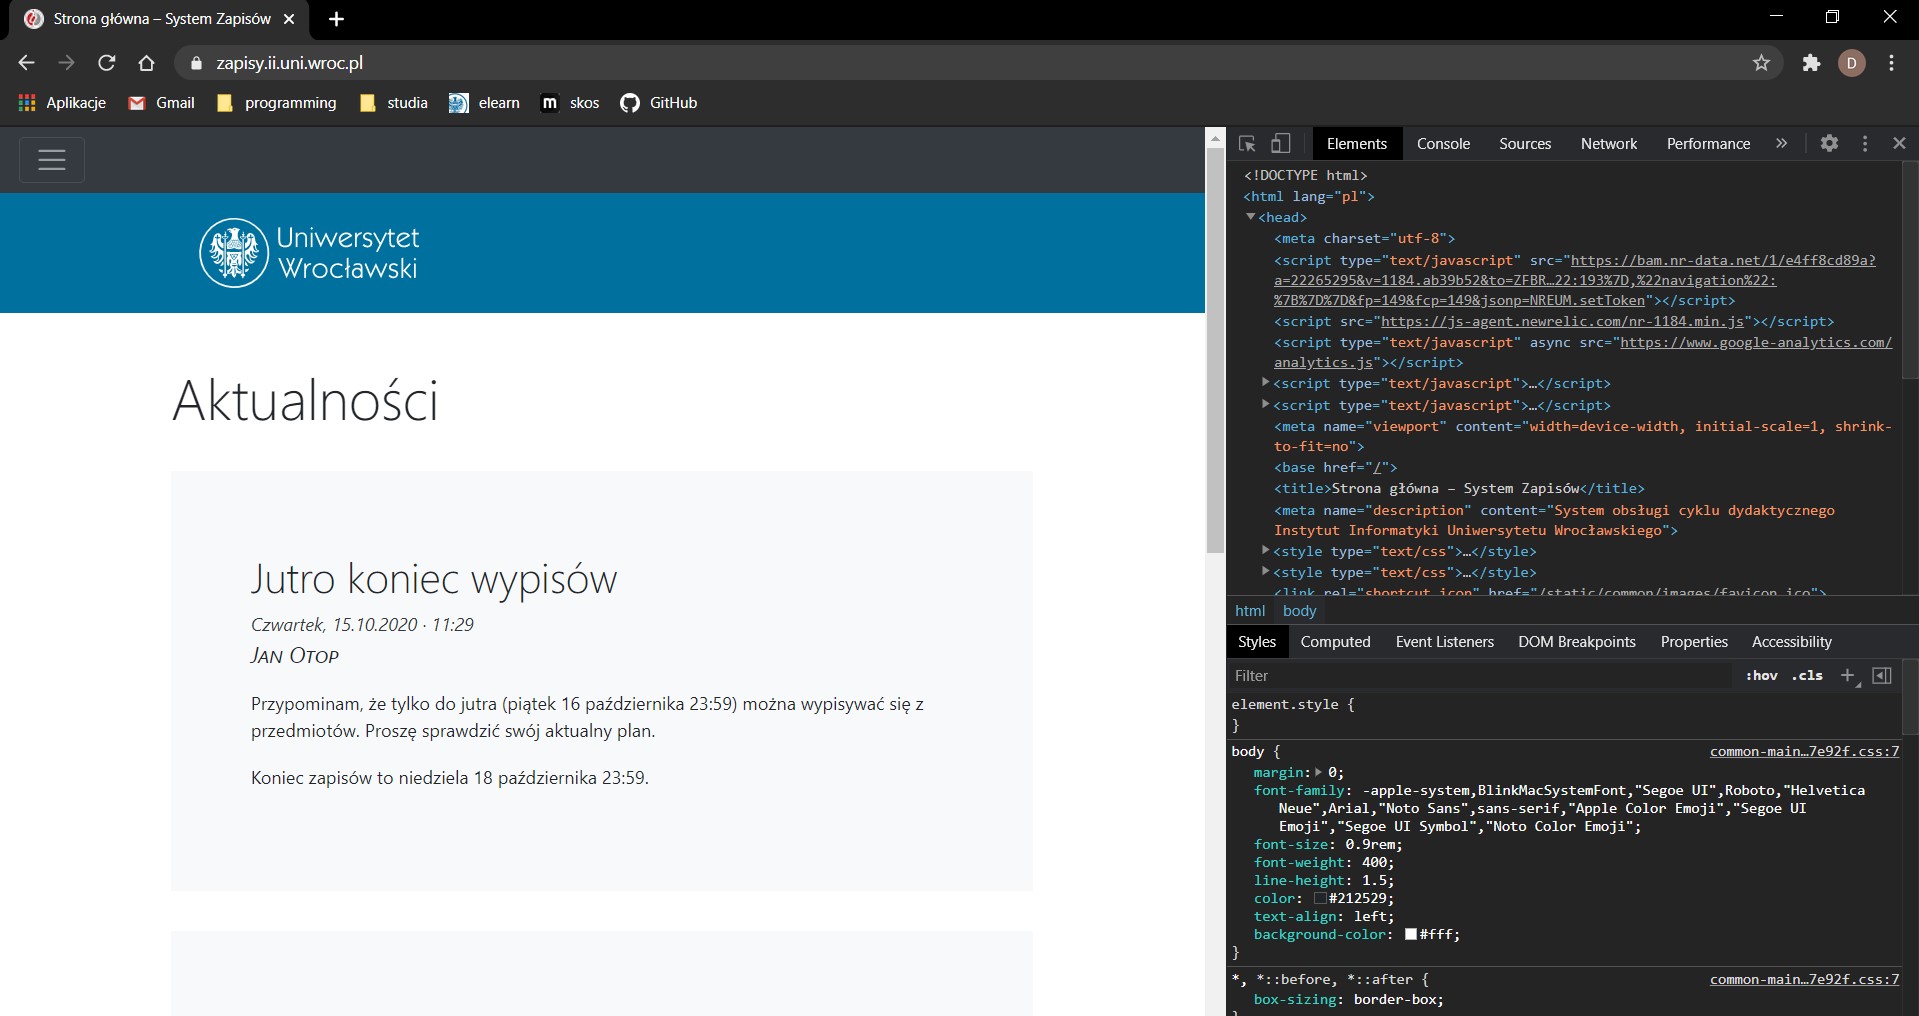 Strona główna – System Zapisów
zapisy.ii.uni.wroc.pl
D
Aplikacje Gmail programming studia elearn m skos GitHub
Uniwersytet
Wrocławski
Aktualności
Jutro koniec wypisów
Czwartek, 15.10.2020 · 11:29
JAN OTOP
Przypominam, że tylko do jutra (piątek 16 października 23:59) można wypisywać się z
przedmiotów. Proszę sprawdzić swój aktualny plan.
Koniec zapisów to niedziela 18 października 23:59.
Elements Console Sources Network Performance »
<!DOCTYPE html>
<html lang="pl">
<head>
<meta charset="utf-8">
<script type="text/javascript" src="https://bam.nr-data.net/1/e4ff8cd89a?
a=22265295&v=1184.ab39b52&to=ZFBR…22:193%7D,%22navigation%22:
%7B%7D%7D&fp=149&fcp=149&jsonp=NREUM.setToken"></script>
<script src="https://js-agent.newrelic.com/nr-1184.min.js"></script>
<script type="text/javascript" async src="https://www.google-analytics.com/
analytics.js"></script>
<script type="text/javascript">…</script>
<script type="text/javascript">…</script>
<meta name="viewport" content="width=device-width, initial-scale=1, shrink-
to-fit=no">
<base href="/">
<title>Strona główna – System Zapisów</title>
<meta name="description" content="System obsługi cyklu dydaktycznego
Instytut Informatyki Uniwersytetu Wrocławskiego">
<style type="text/css">…</style>
<style type="text/css">…</style>
<link rel="shortcut icon" href="/static/common/images/favicon.ico">
html body
Styles Computed Event Listeners DOM Breakpoints Properties Accessibility
Filter :hov .cls +
element.style {
}
body { common-main…7e92f.css:7
margin: 0;
font-family: -apple-system,BlinkMacSystemFont,"Segoe UI",Roboto,"Helvetica
Neue",Arial,"Noto Sans",sans-serif,"Apple Color Emoji","Segoe UI
Emoji","Segoe UI Symbol","Noto Color Emoji";
font-size: 0.9rem;
font-weight: 400;
line-height: 1.5;
color: #212529;
text-align: left;
background-color: #fff;
}
*, *::before, *::after { common-main…7e92f.css:7
box-sizing: border-box;
}